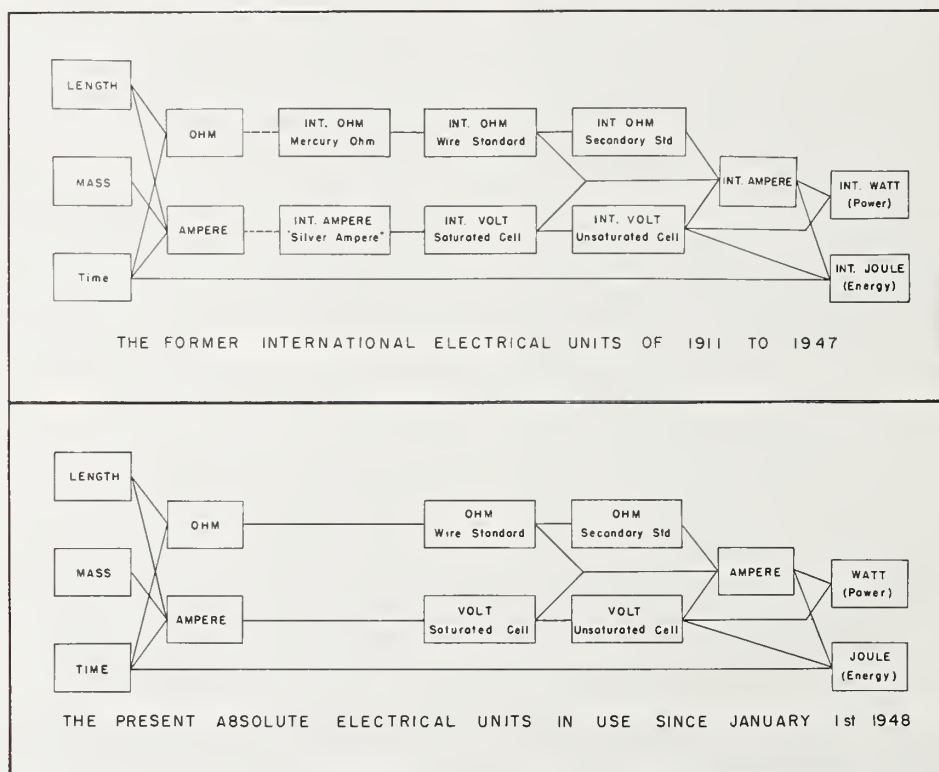 LENGTH
MASS
Time
OHM
AMPERE
INT. OHM
Mercury Ohm
INT. AMPERE
"Silver Ampere"
INT. OHM
Wire Standard
INT. VOLT
Saturated Cell
INT OHM
Secondary Std
INT. VOLT
Unsaturated Cell
INT. AMPERE
INT. WATT
(Power)
INT. JOULE
(Energy)
THE FORMER INTERNATIONAL ELECTRICAL UNITS OF 1911 TO 1947
LENGTH
MASS
TIME
OHM
AMPERE
OHM
Wire Standard
VOLT
Saturated Cell
OHM
Secondary Std
VOLT
Unsaturated Cell
AMPERE
WATT
(Power)
JOULE
(Energy)
THE PRESENT ABSOLUTE ELECTRICAL UNITS IN USE SINCE JANUARY 1st 1948